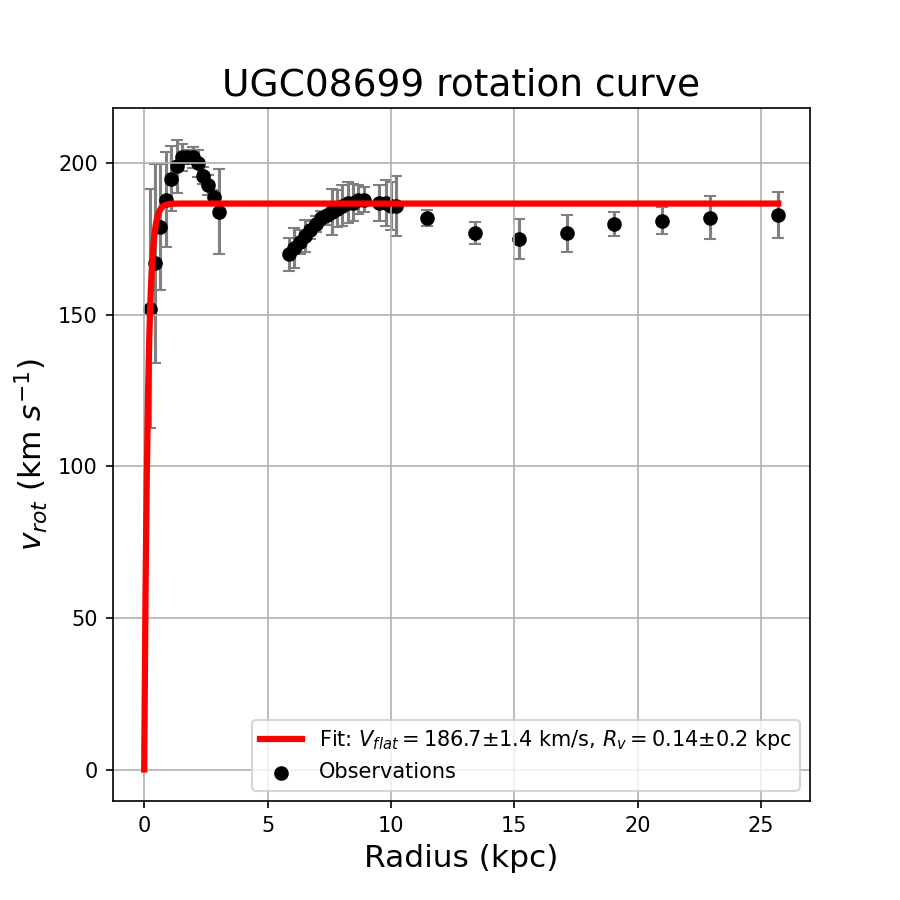 UGC08699 rotation curve
200
150
100
50
0
v_rot (km s⁻¹)
Fit: V_flat = 186.7±1.4 km/s, R_v = 0.14±0.2 kpc
Observations
0 5 10 15 20 25
Radius (kpc)